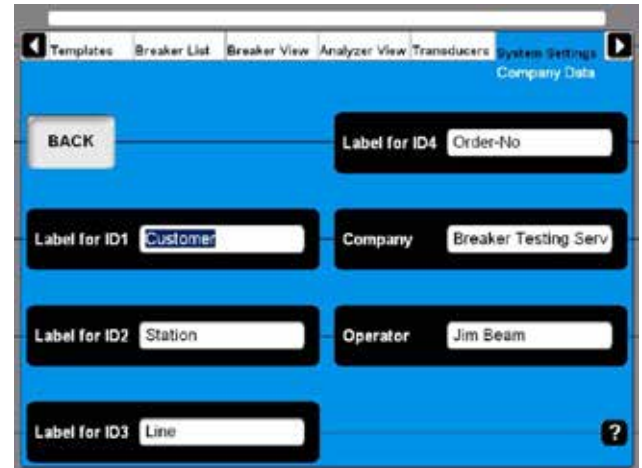 Templates Breaker List Breaker View Analyzer View Transducers System Settings
Company Data
BACK
Label for ID4 Order-No
Label for ID1 Customer
Company Breaker Testing Serv
Label for ID2 Station
Operator Jim Beam
Label for ID3 Line
?